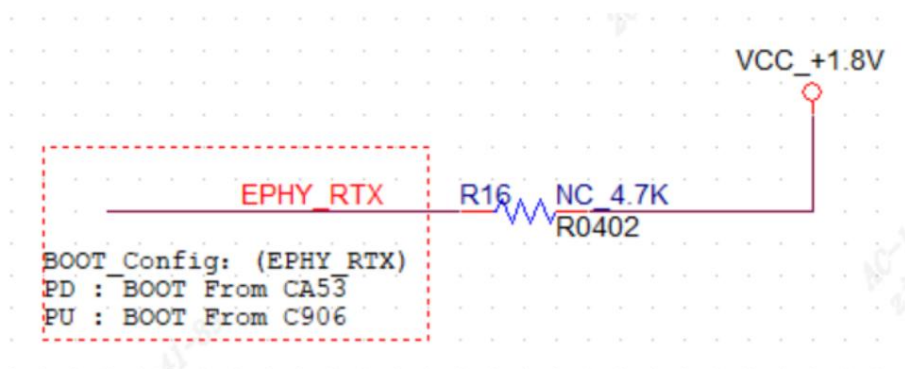 VCC_+1.8V
EPHY_RTX
R16
NC_4.7K
R0402
BOOT_Config: (EPHY_RTX)
PD : BOOT From CA53
PU : BOOT From C906